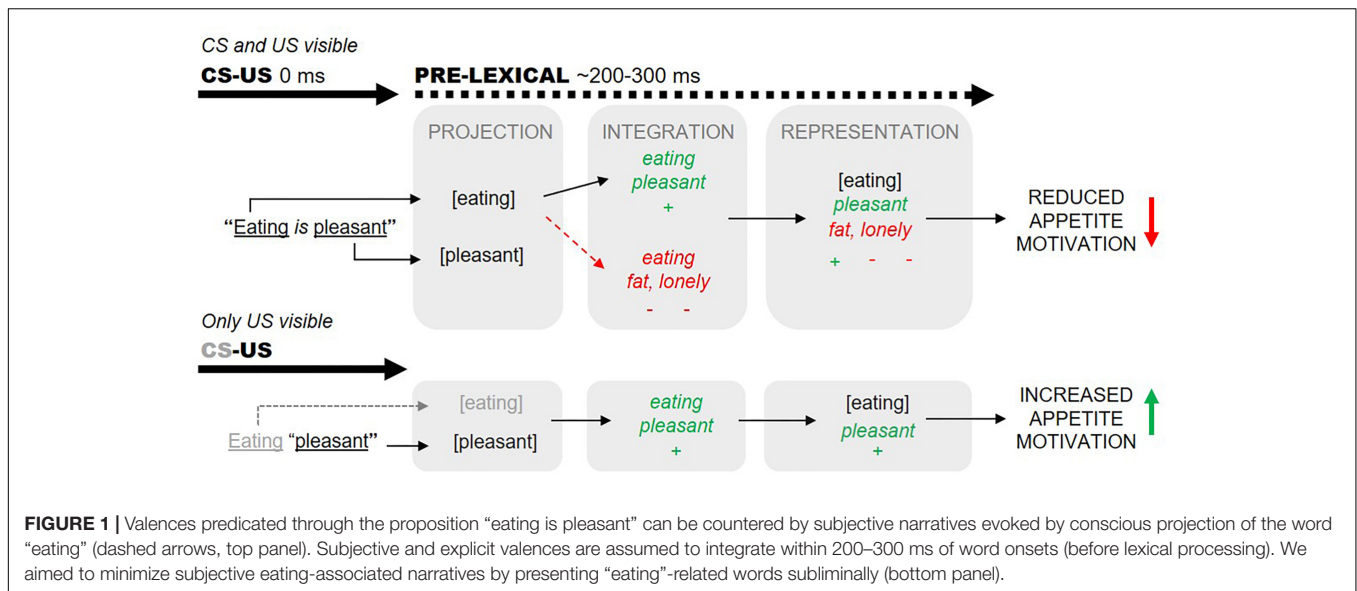 CS and US visible
CS-US 0 ms
PRE-LEXICAL ~200-300 ms
PROJECTION
INTEGRATION
REPRESENTATION
“Eating is pleasant”
[eating]
[pleasant]
eating
pleasant
+
eating
fat, lonely
- -
[eating]
pleasant
fat, lonely
+ - -
REDUCED
APPETITE
MOTIVATION
Only US visible
CS-US
Eating “pleasant”
[eating]
[pleasant]
eating
pleasant
+
[eating]
pleasant
+
INCREASED
APPETITE
MOTIVATION
FIGURE 1 | Valences predicated through the proposition “eating is pleasant” can be countered by subjective narratives evoked by conscious projection of the word
“eating” (dashed arrows, top panel). Subjective and explicit valences are assumed to integrate within 200–300 ms of word onsets (before lexical processing). We
aimed to minimize subjective eating-associated narratives by presenting “eating”-related words subliminally (bottom panel).